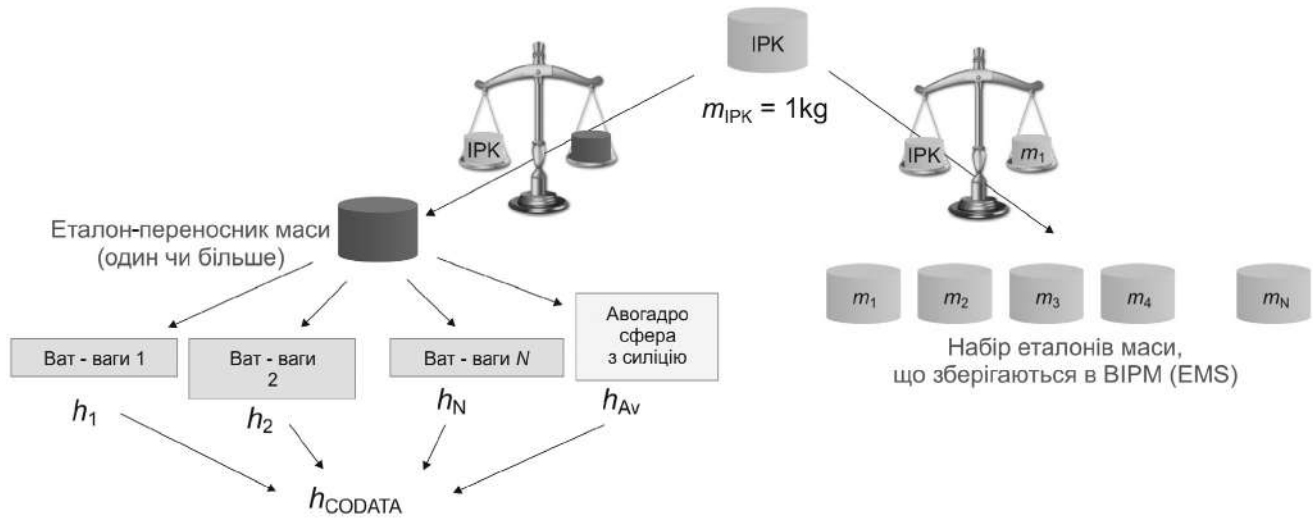 IPK
m_IPK = 1kg
IPK
IPK
m_1
Еталон-переносник маси
(один чи більше)
m_1
m_2
m_3
m_4
m_N
Набір еталонів маси,
що зберігаються в BIPM (EMS)
Ват - ваги 1
Ват - ваги
2
Ват - ваги N
Авогадро
сфера
з силіцію
h_1
h_2
h_N
h_Av
h_CODATA